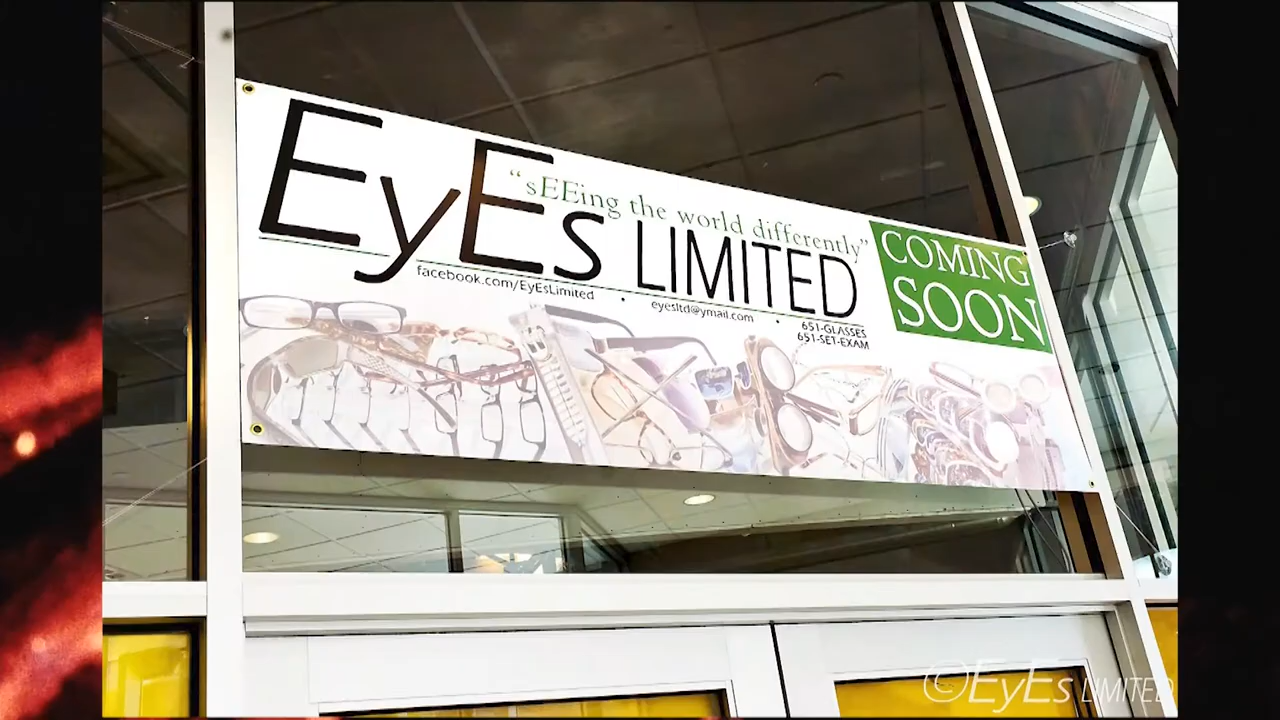 EyEs LIMITED
"sEEing the world differently"
COMING
SOON
facebook.com/EyEsLimited • eyesltd@ymail.com • 651-GLASSES
651-SET-EXAM
©EyEs LIMITED